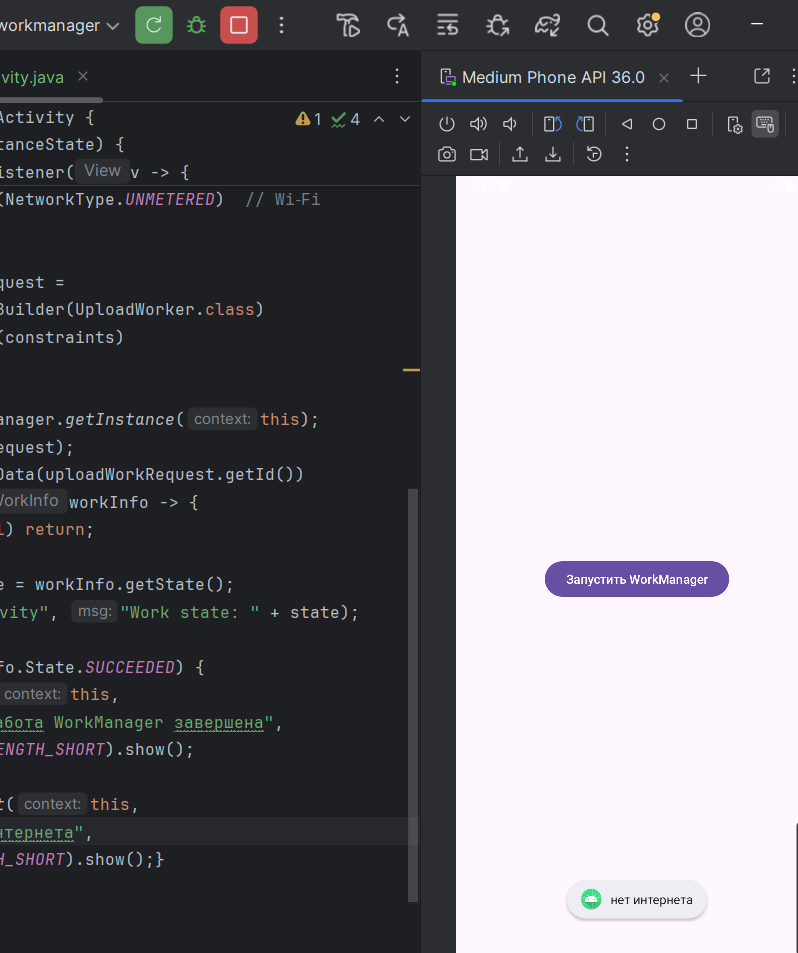 workmanager
vity.java
Medium Phone API 36.0
Activity {
1 4
tanceState) {
istener( View v -> {
(NetworkType.UNMETERED) // Wi-Fi
quest =
Builder(UploadWorker.class)
(constraints)
anager.getInstance( context: this);
equest);
Data(uploadWorkRequest.getId())
WorkInfo workInfo -> {
l) return;
e = workInfo.getState();
vity", msg: "Work state: " + state);
fo.State.SUCCEEDED) {
context: this,
абота WorkManager завершена",
ENGTH_SHORT).show();
t( context: this,
нтернета",
H_SHORT).show();}
Запустить WorkManager
нет интернета